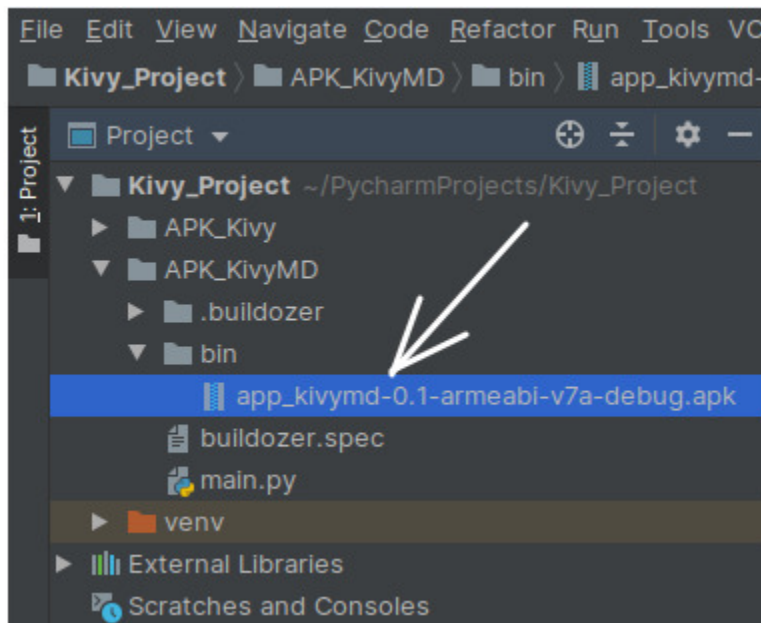 File Edit View Navigate Code Refactor Run Tools VC
Kivy_Project APK_KivyMD bin app_kivymd-
1: Project
Project
Kivy_Project ~/PycharmProjects/Kivy_Project
APK_Kivy
APK_KivyMD
.buildozer
bin
app_kivymd-0.1-armeabi-v7a-debug.apk
buildozer.spec
main.py
venv
External Libraries
Scratches and Consoles